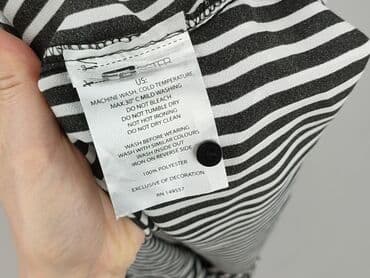 US:
MACHINE WASH, COLD TEMPERATURE,
MAX.30° C MILD WASHING
DO NOT BLEACH
DO NOT TUMBLE DRY
NOT HOT IRONING
DO NOT DRY CLEAN
WASH BEFORE WEARING
WASH WITH SIMILAR COLOURS
WASH INSIDE OUT
IRON ON REVERSE SIDE
100% POLYESTER
EXCLUSIVE OF DECORATION
RN 149557